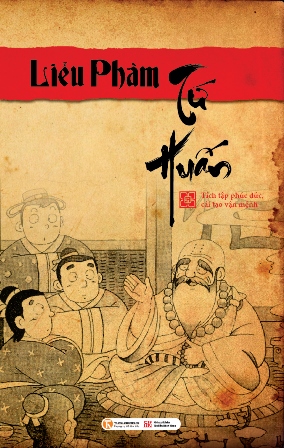 Liễu Phàm
Tứ
Huấn
Tích tập phúc đức,
cải tạo vận mệnh